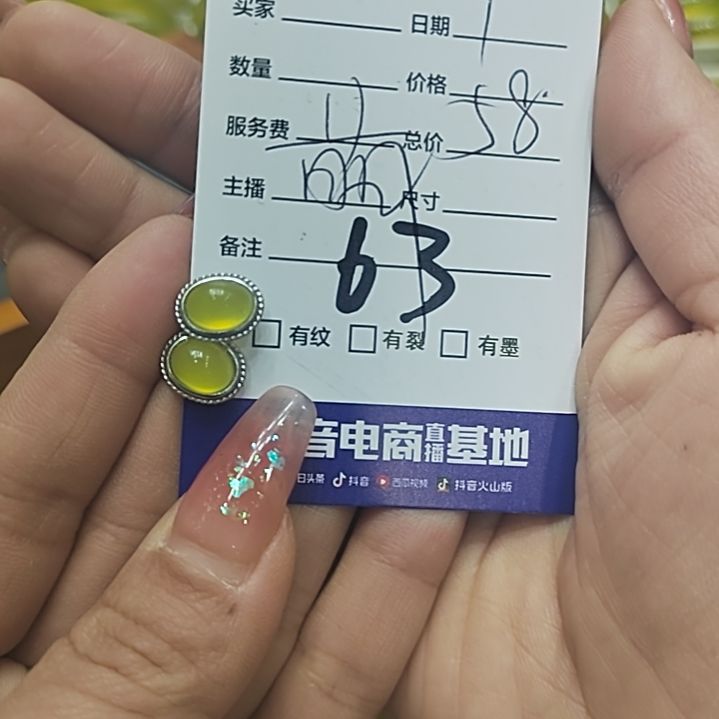 买家 日期
数量 价格 58
服务费 总价
主播 尺寸
备注 63
有纹 有裂 有墨
音电商直播基地
日头条 抖音 西瓜视频 抖音火山版